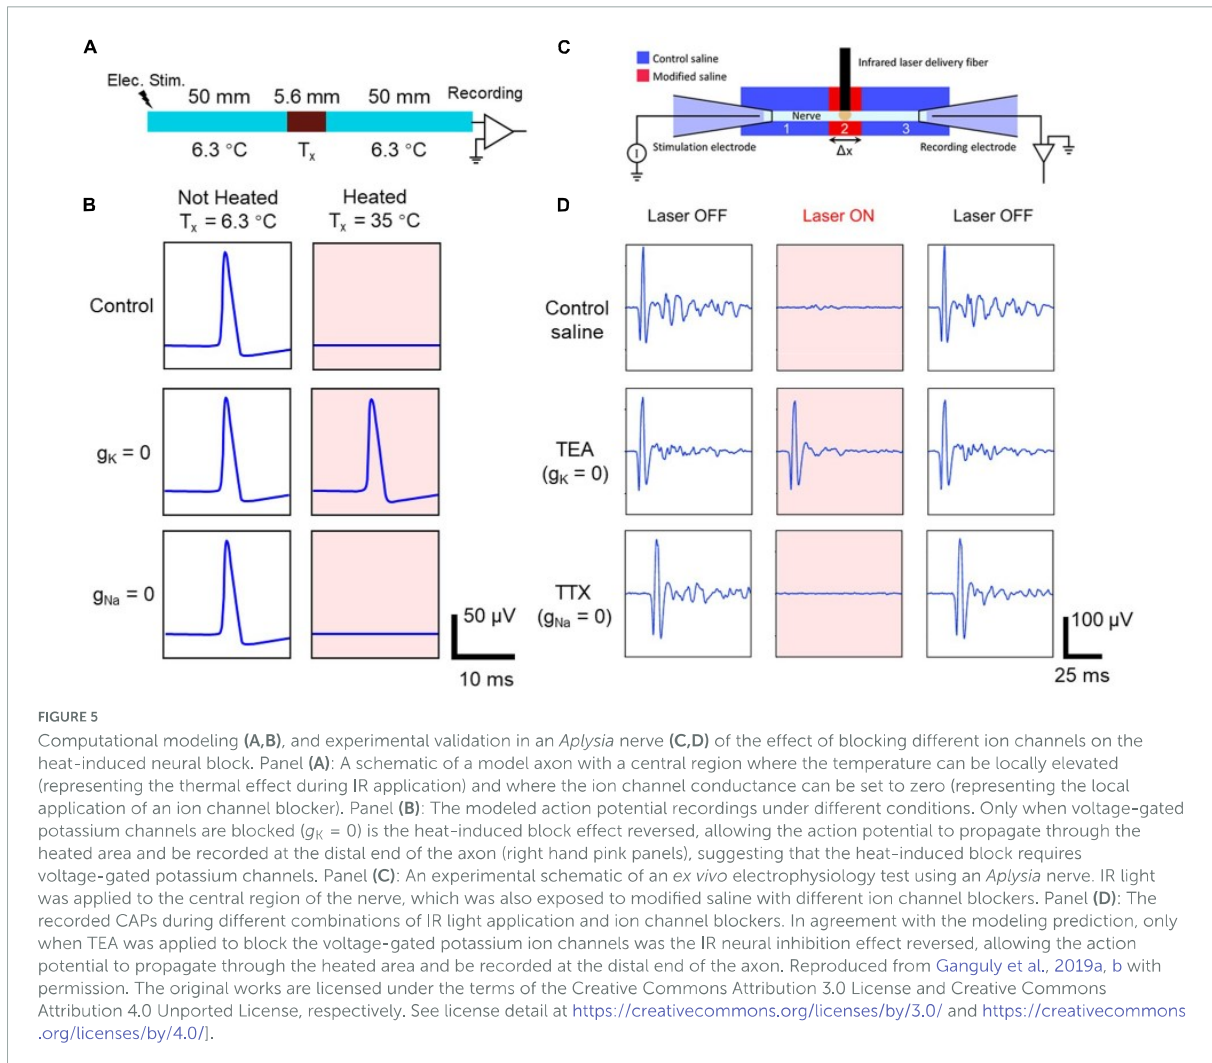 A
Elec. Stim.
50 mm
5.6 mm
50 mm
Recording
6.3 °C
Tx
6.3 °C
B
Not Heated
Tx = 6.3 °C
Heated
Tx = 35 °C
Control
gK = 0
gNa = 0
50 μV
10 ms
C
Control saline
Modified saline
Infrared laser delivery fiber
Nerve
1
2
3
I
Stimulation electrode
Δx
Recording electrode
D
Laser OFF
Laser ON
Laser OFF
Control
saline
TEA
(gK = 0)
TTX
(gNa = 0)
100 μV
25 ms
FIGURE 5
Computational modeling (A,B), and experimental validation in an Aplysia nerve (C,D) of the effect of blocking different ion channels on the
heat-induced neural block. Panel (A): A schematic of a model axon with a central region where the temperature can be locally elevated
(representing the thermal effect during IR application) and where the ion channel conductance can be set to zero (representing the local
application of an ion channel blocker). Panel (B): The modeled action potential recordings under different conditions. Only when voltage-gated
potassium channels are blocked (gK = 0) is the heat-induced block effect reversed, allowing the action potential to propagate through the
heated area and be recorded at the distal end of the axon (right hand pink panels), suggesting that the heat-induced block requires
voltage-gated potassium channels. Panel (C): An experimental schematic of an ex vivo electrophysiology test using an Aplysia nerve. IR light
was applied to the central region of the nerve, which was also exposed to modified saline with different ion channel blockers. Panel (D): The
recorded CAPs during different combinations of IR light application and ion channel blockers. In agreement with the modeling prediction, only
when TEA was applied to block the voltage-gated potassium ion channels was the IR neural inhibition effect reversed, allowing the action
potential to propagate through the heated area and be recorded at the distal end of the axon. Reproduced from Ganguly et al., 2019a, b with
permission. The original works are licensed under the terms of the Creative Commons Attribution 3.0 License and Creative Commons
Attribution 4.0 Unported License, respectively. See license detail at https://creativecommons.org/licenses/by/3.0/ and https://creativecommons
.org/licenses/by/4.0/].